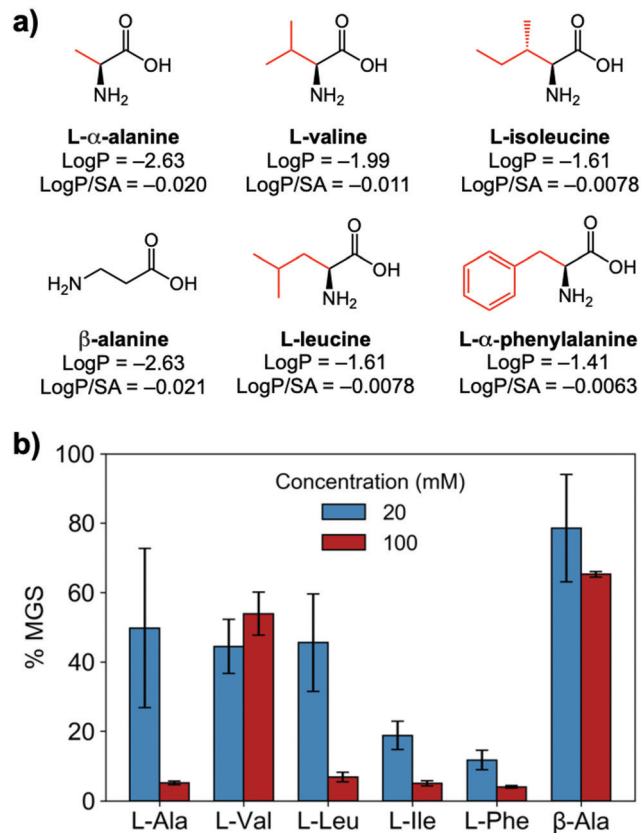 a)
O
OH
NH₂
L-α-alanine
LogP = –2.63
LogP/SA = –0.020
O
OH
NH₂
L-valine
LogP = –1.99
LogP/SA = –0.011
O
OH
NH₂
L-isoleucine
LogP = –1.61
LogP/SA = –0.0078
O
H₂N
OH
β-alanine
LogP = –2.63
LogP/SA = –0.021
O
OH
NH₂
L-leucine
LogP = –1.61
LogP/SA = –0.0078
O
OH
NH₂
L-α-phenylalanine
LogP = –1.41
LogP/SA = –0.0063
b)
% MGS
100
80
60
40
20
0
Concentration (mM)
20
100
L-Ala L-Val L-Leu L-Ile L-Phe β-Ala